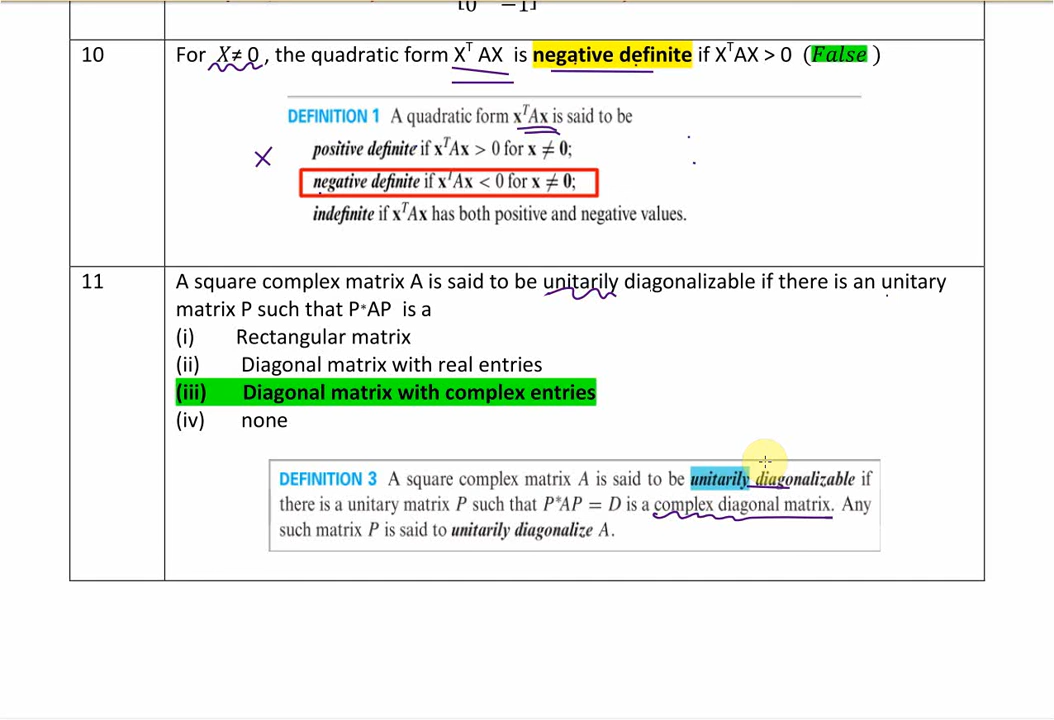 [0 −1]
10
For X≠ 0 , the quadratic form Xᵀ AX is negative definite if XᵀAX > 0 (False )
DEFINITION 1 A quadratic form xᵀAx is said to be
positive definite if xᵀAx > 0 for x ≠ 0;
negative definite if xᵀAx < 0 for x ≠ 0;
indefinite if xᵀAx has both positive and negative values.
11
A square complex matrix A is said to be unitarily diagonalizable if there is an unitary
matrix P such that P*AP is a
(i) Rectangular matrix
(ii) Diagonal matrix with real entries
(iii) Diagonal matrix with complex entries
(iv) none
DEFINITION 3 A square complex matrix A is said to be unitarily diagonalizable if
there is a unitary matrix P such that P*AP = D is a complex diagonal matrix. Any
such matrix P is said to unitarily diagonalize A.